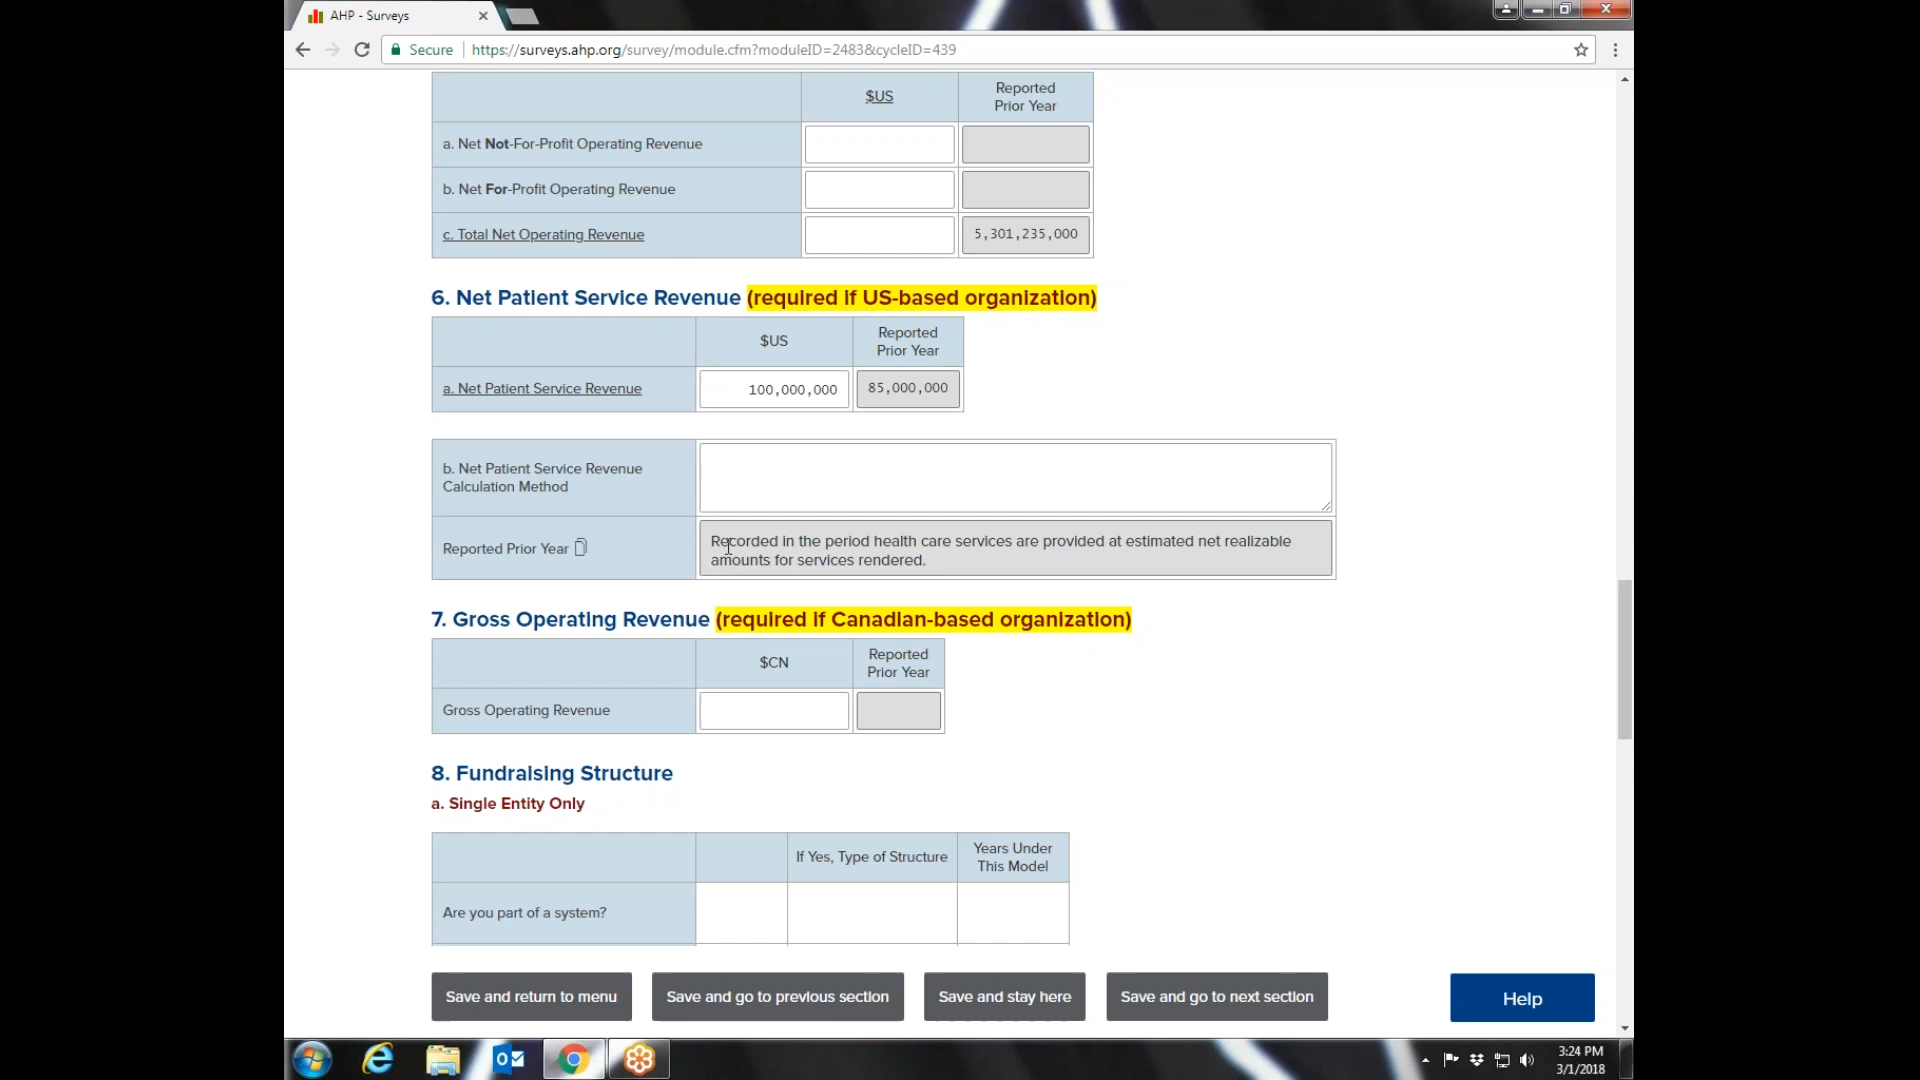 AHP - Surveys
Secure https://surveys.ahp.org/survey/module.cfm?moduleID=2483&cycleID=439
$US
Reported
Prior Year
a. Net Not-For-Profit Operating Revenue
b. Net For-Profit Operating Revenue
c. Total Net Operating Revenue
5,301,235,000
6. Net Patient Service Revenue (required if US-based organization)
$US
Reported
Prior Year
a. Net Patient Service Revenue
100,000,000
85,000,000
b. Net Patient Service Revenue
Calculation Method
Reported Prior Year
Recorded in the period health care services are provided at estimated net realizable
amounts for services rendered.
7. Gross Operating Revenue (required if Canadian-based organization)
$CN
Reported
Prior Year
Gross Operating Revenue
8. Fundraising Structure
a. Single Entity Only
If Yes, Type of Structure
Years Under
This Model
Are you part of a system?
Save and return to menu
Save and go to previous section
Save and stay here
Save and go to next section
Help
3:24 PM
3/1/2018